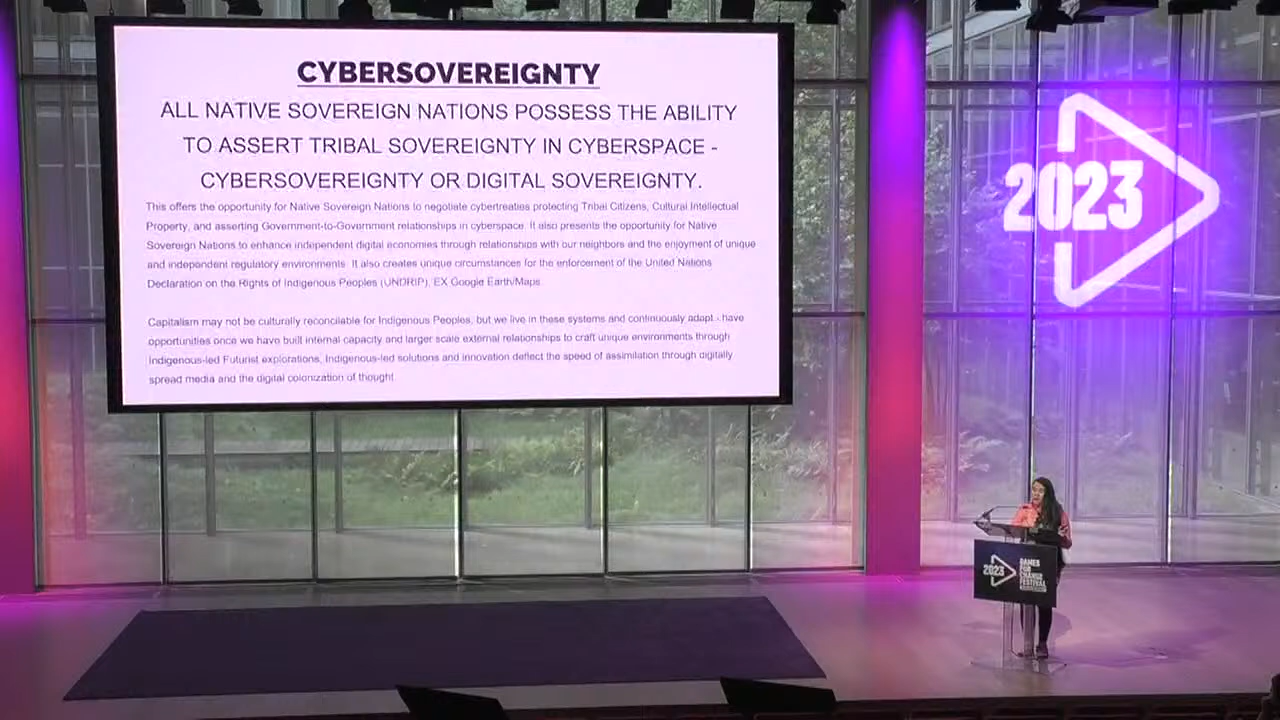 CYBERSOVEREIGNTY
ALL NATIVE SOVEREIGN NATIONS POSSESS THE ABILITY
TO ASSERT TRIBAL SOVEREIGNTY IN CYBERSPACE -
CYBERSOVEREIGNTY OR DIGITAL SOVEREIGNTY.
This offers the opportunity for Native Sovereign Nations to negotiate cybertreaties protecting Tribal Citizens, Cultural Intellectual
Property, and asserting Government-to-Government relationships in cyberspace. It also presents the opportunity for Native
Sovereign Nations to enhance independent digital economies through relationships with our neighbors and the enjoyment of unique
and independent regulatory environments. It also creates unique circumstances for the enforcement of the United Nations
Declaration on the Rights of Indigenous Peoples (UNDRIP), EX Google Earth/Maps.
Capitalism may not be culturally reconcilable for Indigenous Peoples, but we live in these systems and continuously adapt - have
opportunities once we have built internal capacity and larger scale external relationships to craft unique environments through
Indigenous-led Futurist explorations, Indigenous-led solutions and innovation deflect the speed of assimilation through digitally
spread media and the digital colonization of thought.
2023
2023
GAMES
FOR
CHANGE
FESTIVAL